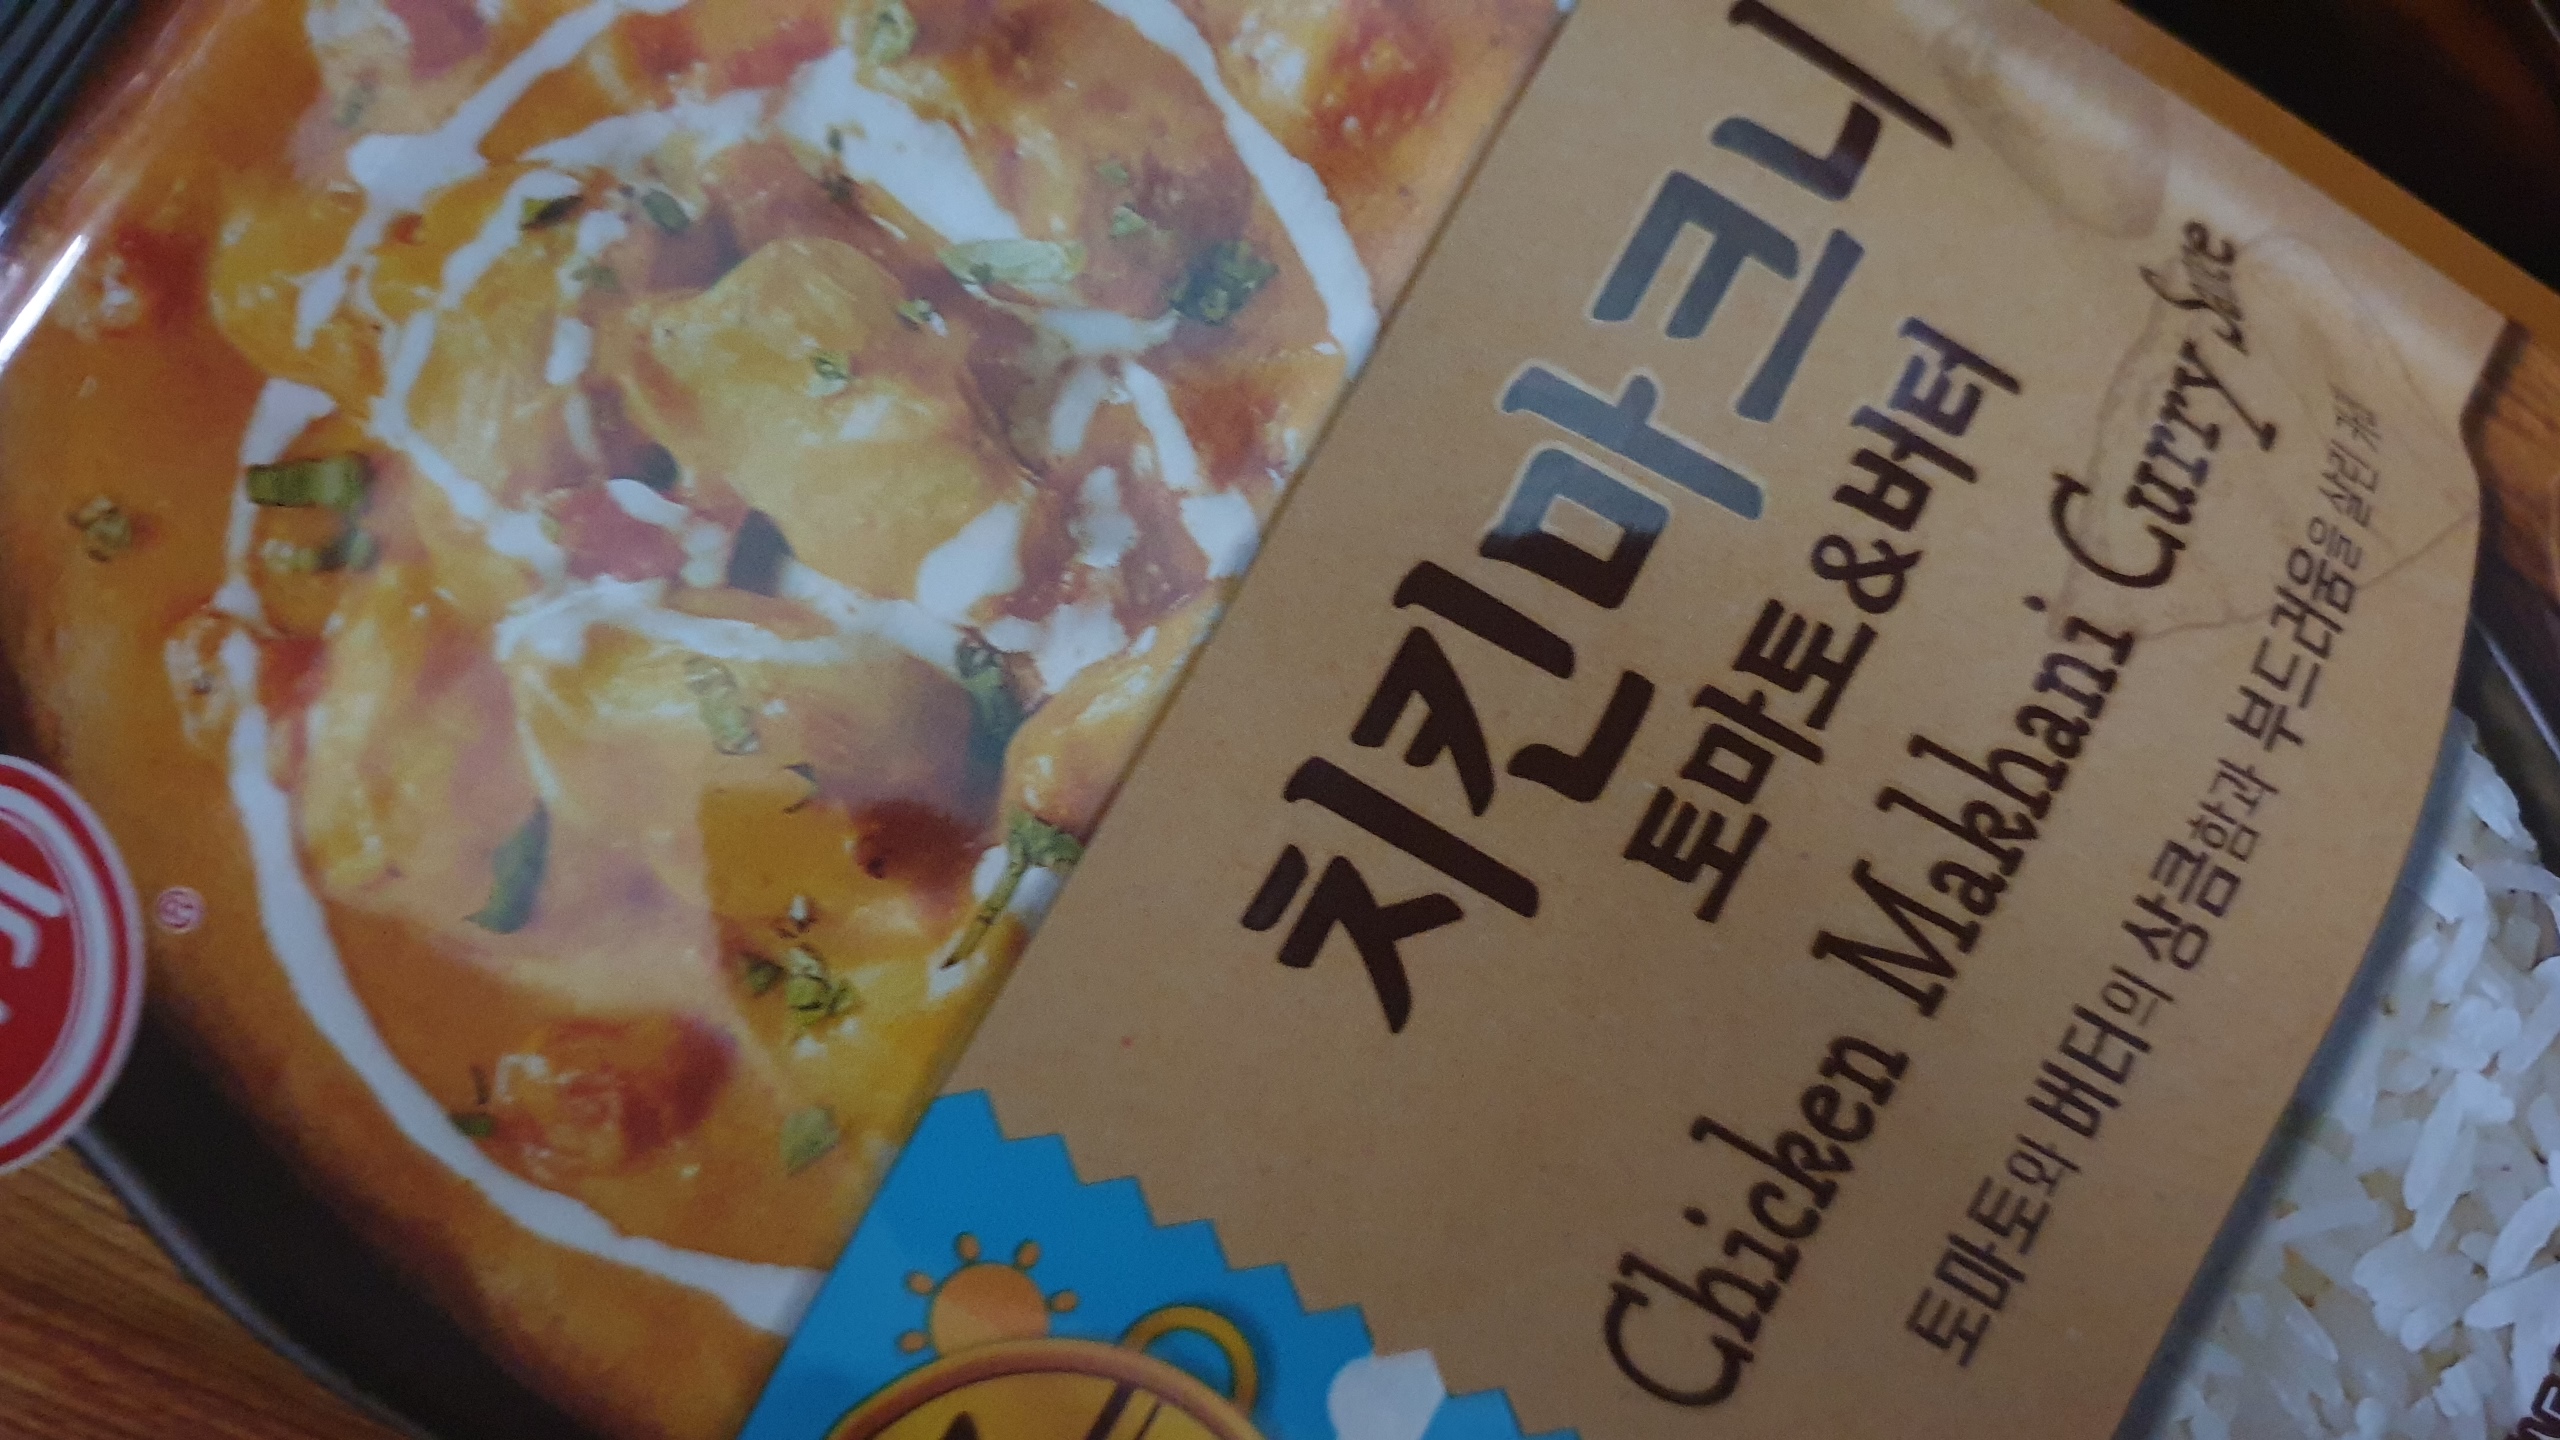 치킨마크니
토마토&버터
Chicken Makhani Curry Sauce
토마토와 버터의 상큼함과 부드러움을 살린 맛
®